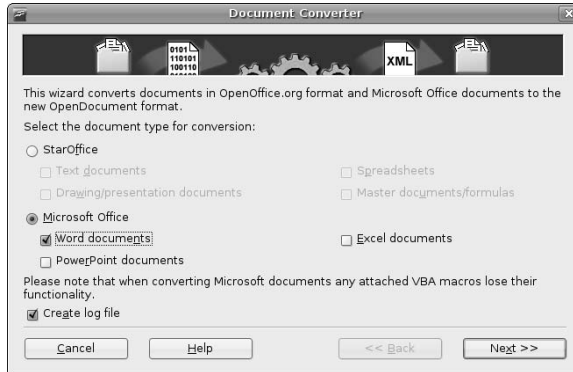 Document Converter
0101
110101
100110
XML
This wizard converts documents in OpenOffice.org format and Microsoft Office documents to the
new OpenDocument format.
Select the document type for conversion:
StarOffice
Text documents
Spreadsheets
Drawing/presentation documents
Master documents/formulas
Microsoft Office
Word documents
Excel documents
PowerPoint documents
Please note that when converting Microsoft documents any attached VBA macros lose their
functionality.
Create log file
Cancel
Help
<< Back
Next >>